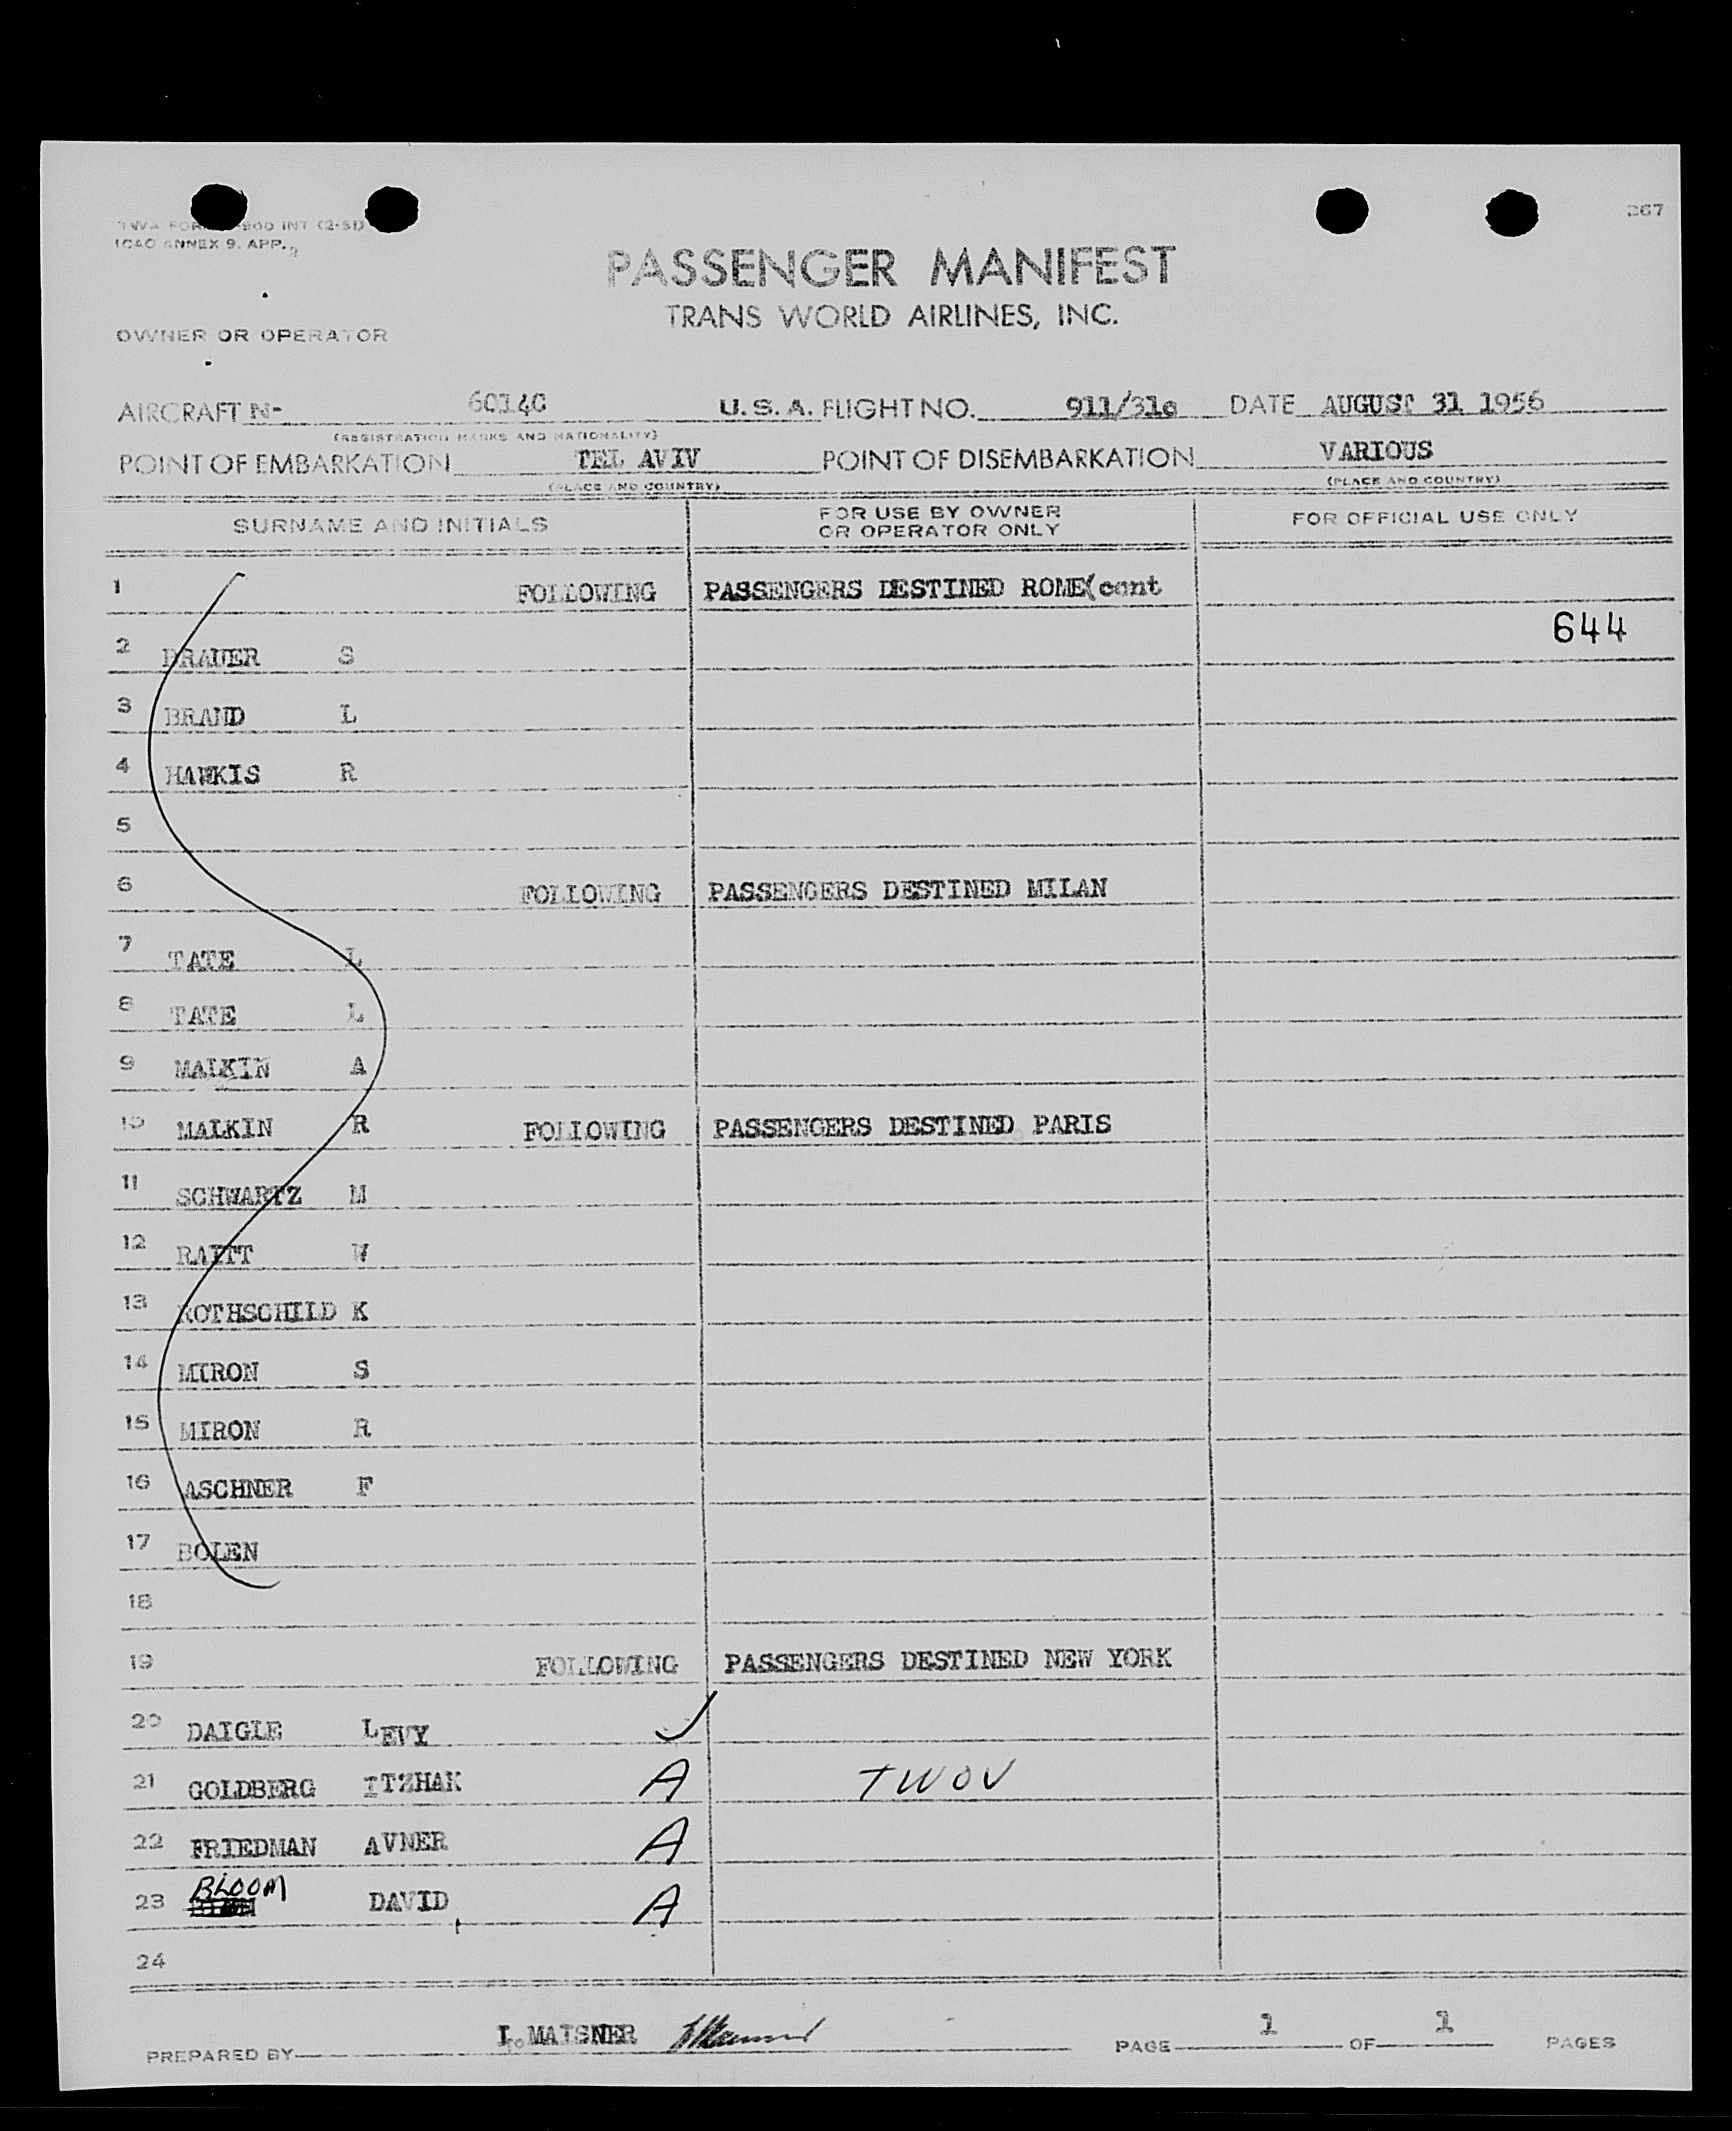 267
TWA FORM -900 INT (2-51)
ICAO ANNEX 9. APP. 2
PASSENGER MANIFEST
TRANS WORLD AIRLINES, INC.
OWNER OR OPERATOR
AIRCRAFT N- 6014C U.S.A. FLIGHT NO. 911/31c DATE AUGUST 31 1956
(REGISTRATION MARKS AND NATIONALITY)
POINT OF EMBARKATION TEL AVIV POINT OF DISEMBARKATION VARIOUS
(PLACE AND COUNTRY) (PLACE AND COUNTRY)
SURNAME AND INITIALS FOR USE BY OWNER OR OPERATOR ONLY FOR OFFICIAL USE ONLY
1 FOLLOWING PASSENGERS DESTINED ROME(cont
644
2 BRAUER S
3 BRAND L
4 HAWKIS R
5
6 FOLLOWING PASSENGERS DESTINED MILAN
7 TATE L
8 TATE L
9 MALKIN A
10 MALKIN R FOLLOWING PASSENGERS DESTINED PARIS
11 SCHWARTZ M
12 RAITT W
13 ROTHSCHILD K
14 MIRON S
15 MIRON R
16 ASCHNER F
17 BOLEN
18
19 FOLLOWING PASSENGERS DESTINED NEW YORK
20 DAIGLE LEVY
21 GOLDBERG ITZHAK A TWOV
22 FRIEDMAN AVNER A
23 BLOOM DAVID A
24
PREPARED BY I. MAISNER PAGE 1 OF 1 PAGES